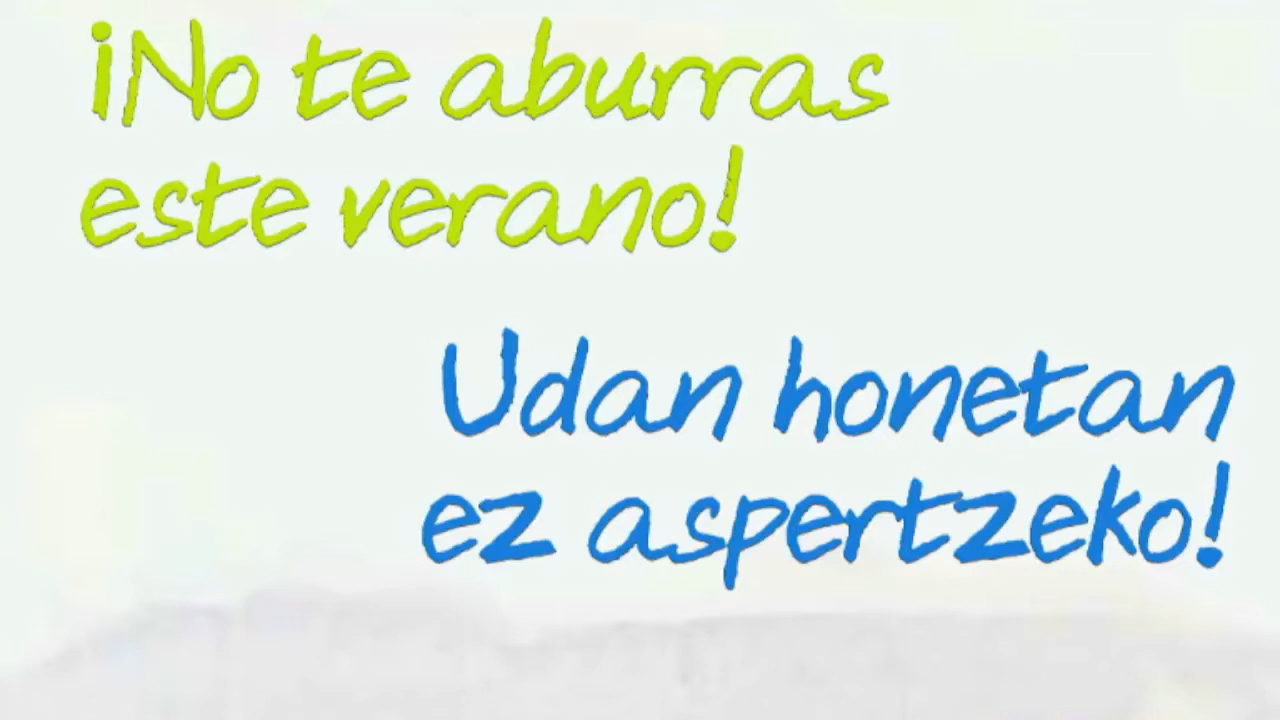 ¡No te aburras
este verano!
Udan honetan
ez aspertzeko!